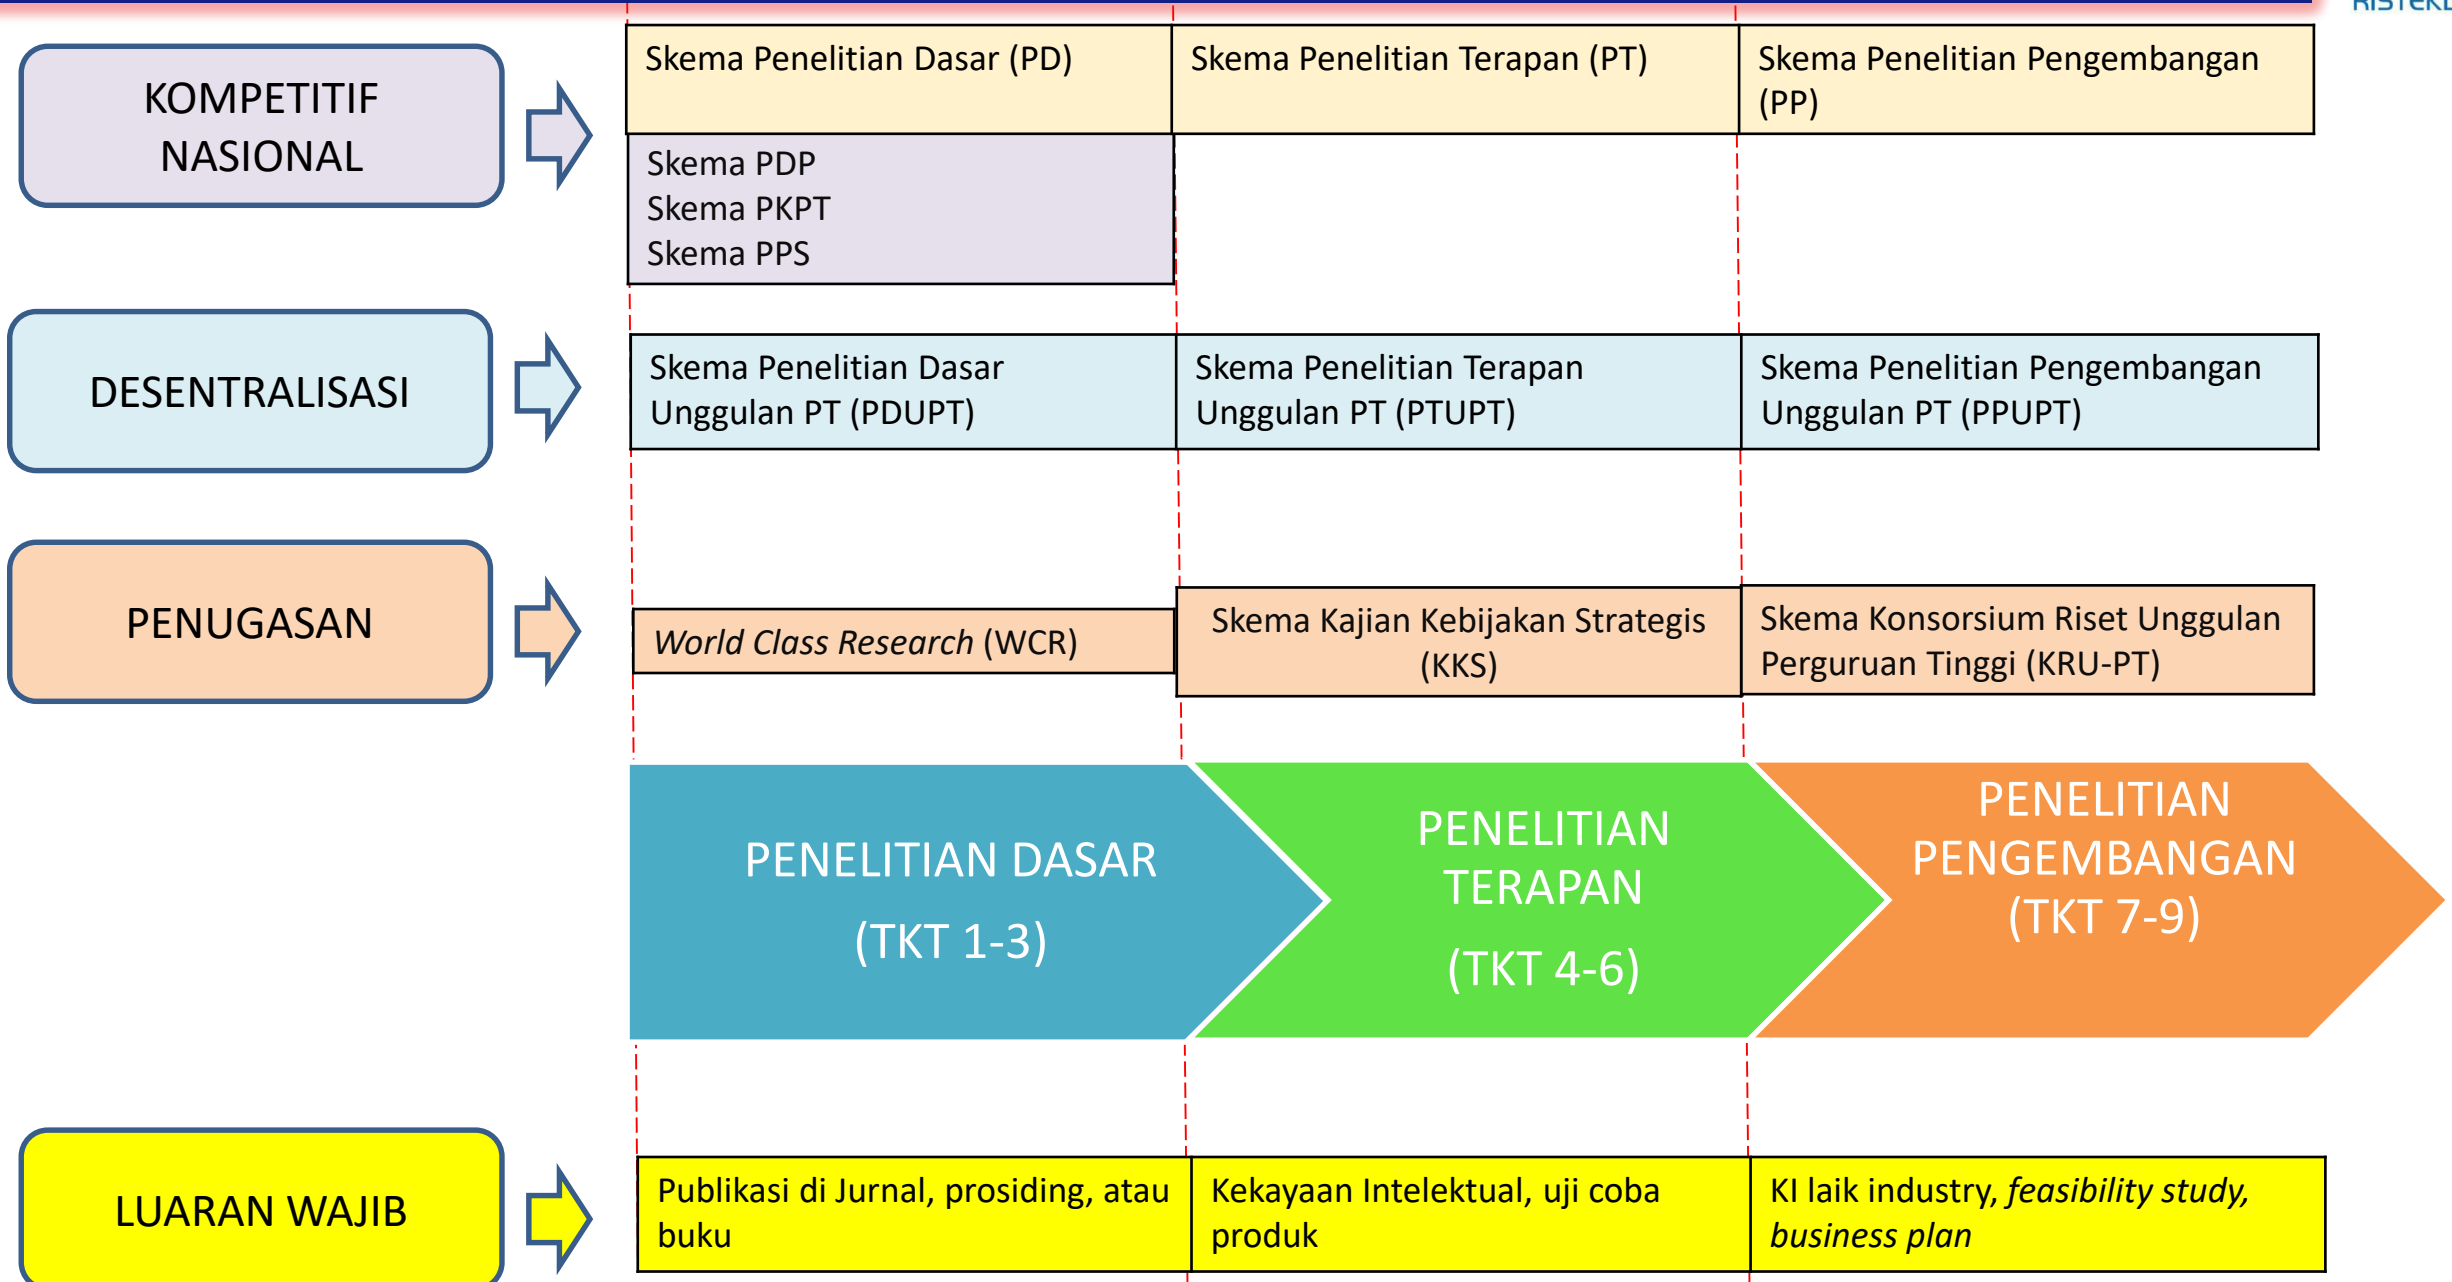 KOMPETITIF
NASIONAL
Skema Penelitian Dasar (PD)
Skema Penelitian Terapan (PT)
Skema Penelitian Pengembangan
(PP)
Skema PDP
Skema PKPT
Skema PPS
DESENTRALISASI
Skema Penelitian Dasar
Unggulan PT (PDUPT)
Skema Penelitian Terapan
Unggulan PT (PTUPT)
Skema Penelitian Pengembangan
Unggulan PT (PPUPT)
PENUGASAN
World Class Research (WCR)
Skema Kajian Kebijakan Strategis
(KKS)
Skema Konsorsium Riset Unggulan
Perguruan Tinggi (KRU-PT)
PENELITIAN DASAR
(TKT 1-3)
PENELITIAN
TERAPAN
(TKT 4-6)
PENELITIAN
PENGEMBANGAN
(TKT 7-9)
LUARAN WAJIB
Publikasi di Jurnal, prosiding, atau
buku
Kekayaan Intelektual, uji coba
produk
KI laik industry, feasibility study,
business plan